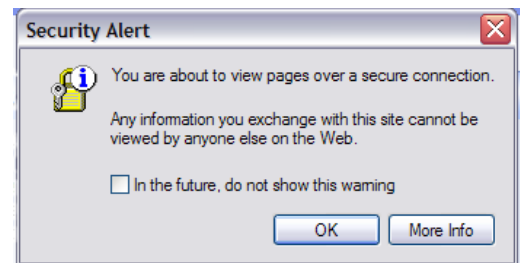 Security Alert
You are about to view pages over a secure connection.
Any information you exchange with this site cannot be
viewed by anyone else on the Web.
In the future, do not show this warning
OK More Info